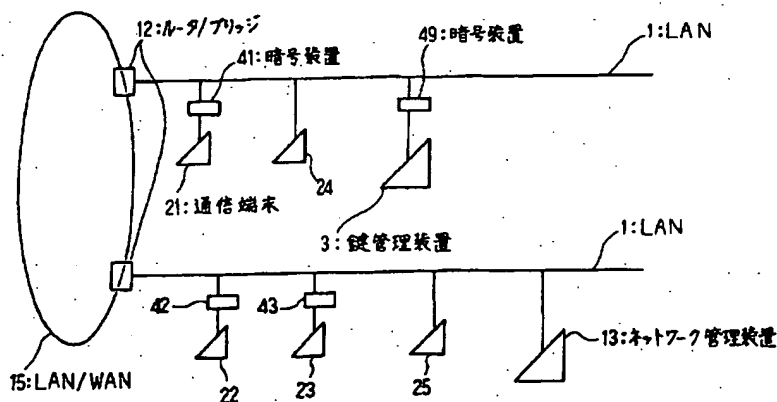 12:ルータ/ブリッジ
41:暗号装置
49:暗号装置
1:LAN
21:通信端末
24
3:鍵管理装置
1:LAN
42
43
13:ネットワーク管理装置
15:LAN/WAN
22
23
25